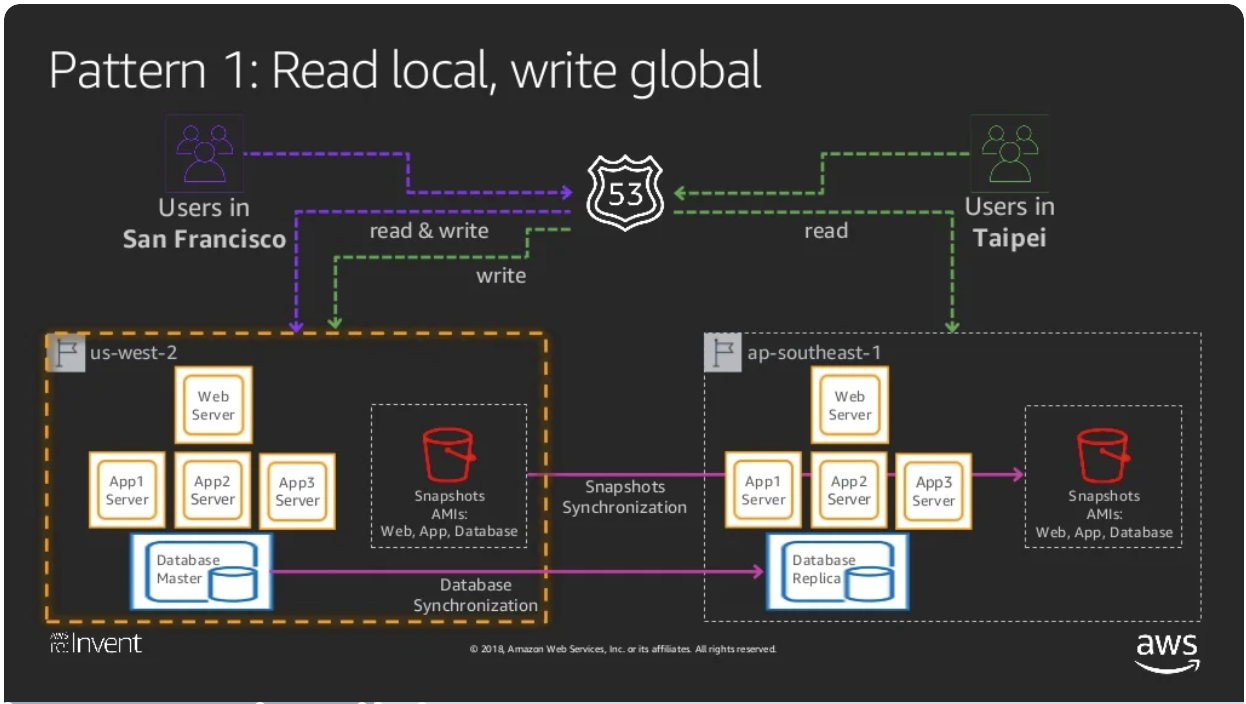 Pattern 1: Read local, write global
53
Users in
San Francisco
read & write
write
read
Users in
Taipei
us-west-2
Web
Server
App1
Server
App2
Server
App3
Server
Database
Master
Snapshots
AMIs:
Web, App, Database
Snapshots
Synchronization
Database
Synchronization
ap-southeast-1
Web
Server
App1
Server
App2
Server
App3
Server
Database
Replica
Snapshots
AMIs:
Web, App, Database
AWS
re:Invent
© 2018, Amazon Web Services, Inc. or its affiliates. All rights reserved.
aws